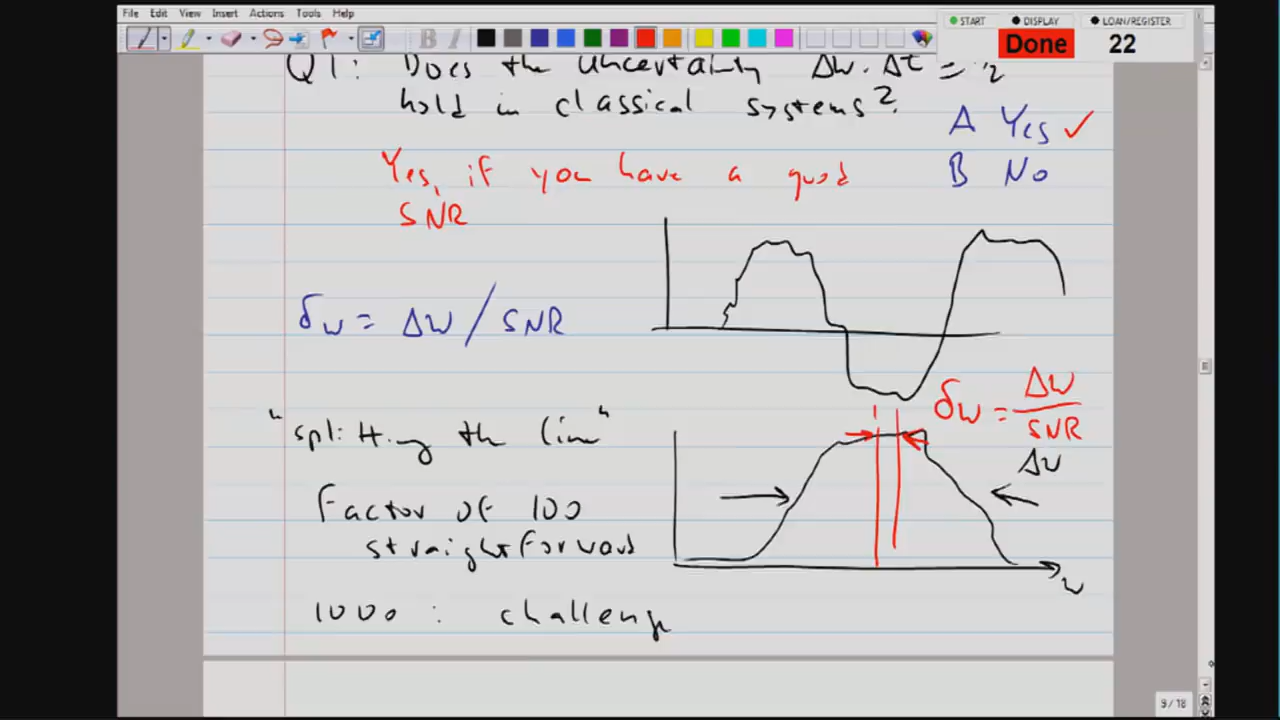 File Edit View Insert Actions Tools Help
START DISPLAY LOAN/REGISTER
Done 22
Q1: Does the uncertainty Δω·Δt =
hold in classical systems?
A Yes ✓
B No
Yes, if you have a good
SNR
δω = Δω / SNR
δω = Δω / SNR
Δω
"splitting the line"
Factor of 100
straightforward
ω
1000 : challenge
9 / 18